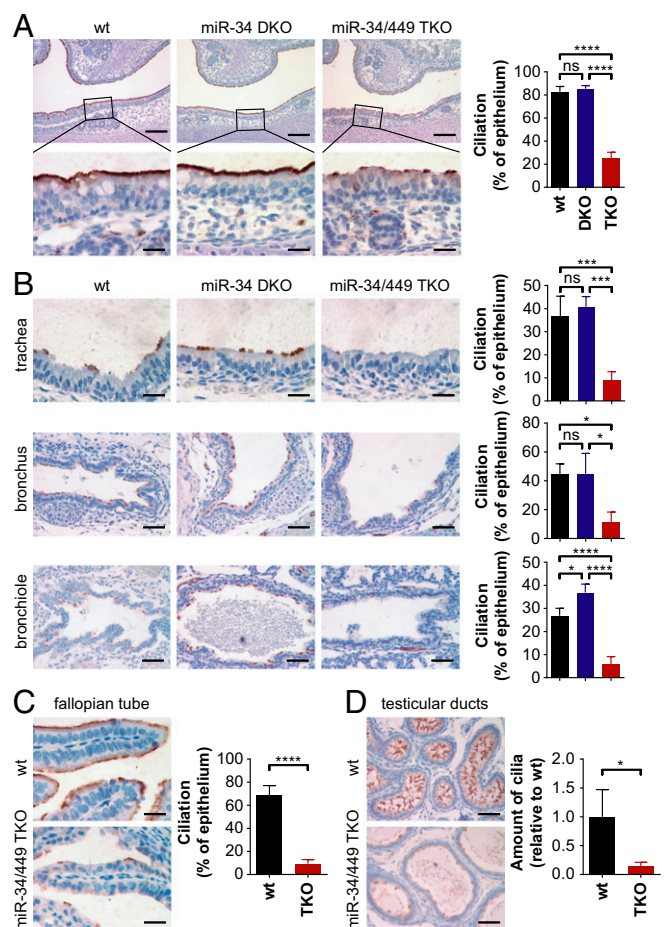 A
wt
miR-34 DKO
miR-34/449 TKO
Ciliation
(% of epithelium)
100
80
60
40
20
0
****
ns
****
wt
DKO
TKO
B
wt
miR-34 DKO
miR-34/449 TKO
trachea
Ciliation
(% of epithelium)
50
40
30
20
10
0
***
ns
***
bronchus
Ciliation
(% of epithelium)
80
60
40
20
0
*
ns
*
bronchiole
Ciliation
(% of epithelium)
50
40
30
20
10
0
****
*
****
C
fallopian tube
wt
miR-34/449 TKO
Ciliation
(% of epithelium)
100
80
60
40
20
0
****
wt
TKO
D
testicular ducts
wt
miR-34/449 TKO
Amount of cilia
(relative to wt)
2.0
1.5
1.0
0.5
0.0
*
wt
TKO